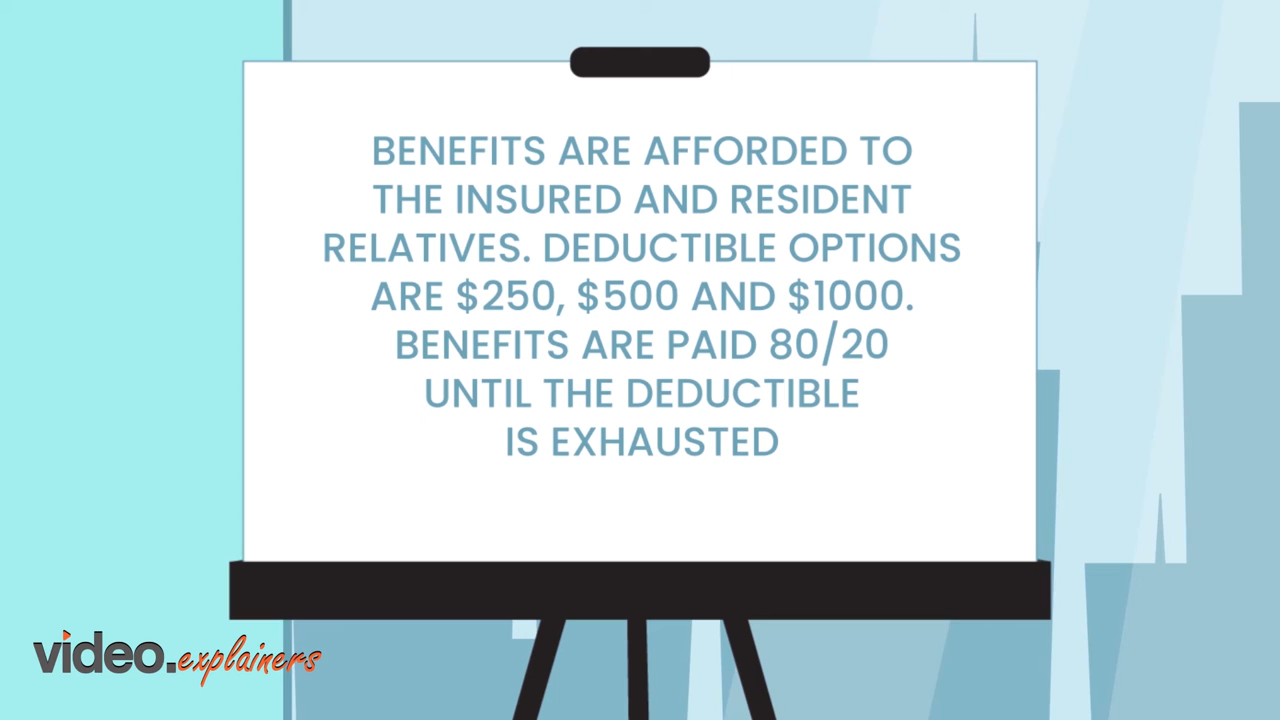 BENEFITS ARE AFFORDED TO
THE INSURED AND RESIDENT
RELATIVES. DEDUCTIBLE OPTIONS
ARE $250, $500 AND $1000.
BENEFITS ARE PAID 80/20
UNTIL THE DEDUCTIBLE
IS EXHAUSTED
video.explainers